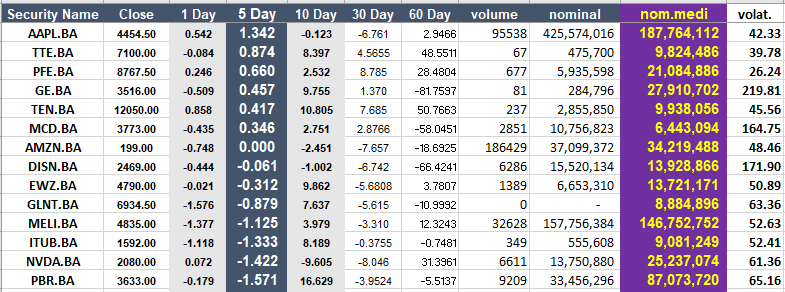 Security Name Close 1 Day 5 Day 10 Day 30 Day 60 Day volume nominal nom.medi volat.
AAPL.BA 4454.50 0.542 1.342 -0.123 -6.761 2.9466 95538 425,574,016 187,764,112 42.33
TTE.BA 7100.00 -0.084 0.874 8.397 4.5655 48.5511 67 475,700 9,824,486 39.78
PFE.BA 8767.50 0.246 0.660 2.532 8.785 28.4804 677 5,935,598 21,084,886 26.24
GE.BA 3516.00 -0.509 0.457 9.755 1.370 -81.7597 81 284,796 27,910,702 219.81
TEN.BA 12050.00 0.858 0.417 10.805 7.685 50.7663 237 2,855,850 9,938,056 45.56
MCD.BA 3773.00 -0.435 0.346 2.751 2.8766 -58.0451 2851 10,756,823 6,443,094 164.75
AMZN.BA 199.00 -0.748 0.000 -2.451 -7.657 -18.6925 186429 37,099,372 34,219,488 48.46
DISN.BA 2469.00 -0.444 -0.061 -1.002 -6.742 -66.4241 6286 15,520,134 13,928,866 171.90
EWZ.BA 4790.00 -0.021 -0.312 9.862 -5.6808 3.7807 1389 6,653,310 13,721,171 50.89
GLNT.BA 6934.50 -1.576 -0.879 7.637 -5.615 -10.9992 0 - 8,884,896 63.36
MELI.BA 4835.00 -1.377 -1.125 3.979 -3.310 12.3243 32628 157,756,384 146,752,752 52.63
ITUB.BA 1592.00 -1.118 -1.333 8.189 -0.3755 -0.7481 349 555,608 9,081,249 52.41
NVDA.BA 2080.00 0.072 -1.422 -9.605 -8.046 31.3961 6611 13,750,880 25,237,074 61.36
PBR.BA 3633.00 -0.179 -1.571 16.629 -3.9524 -5.5137 9209 33,456,296 87,073,720 65.16